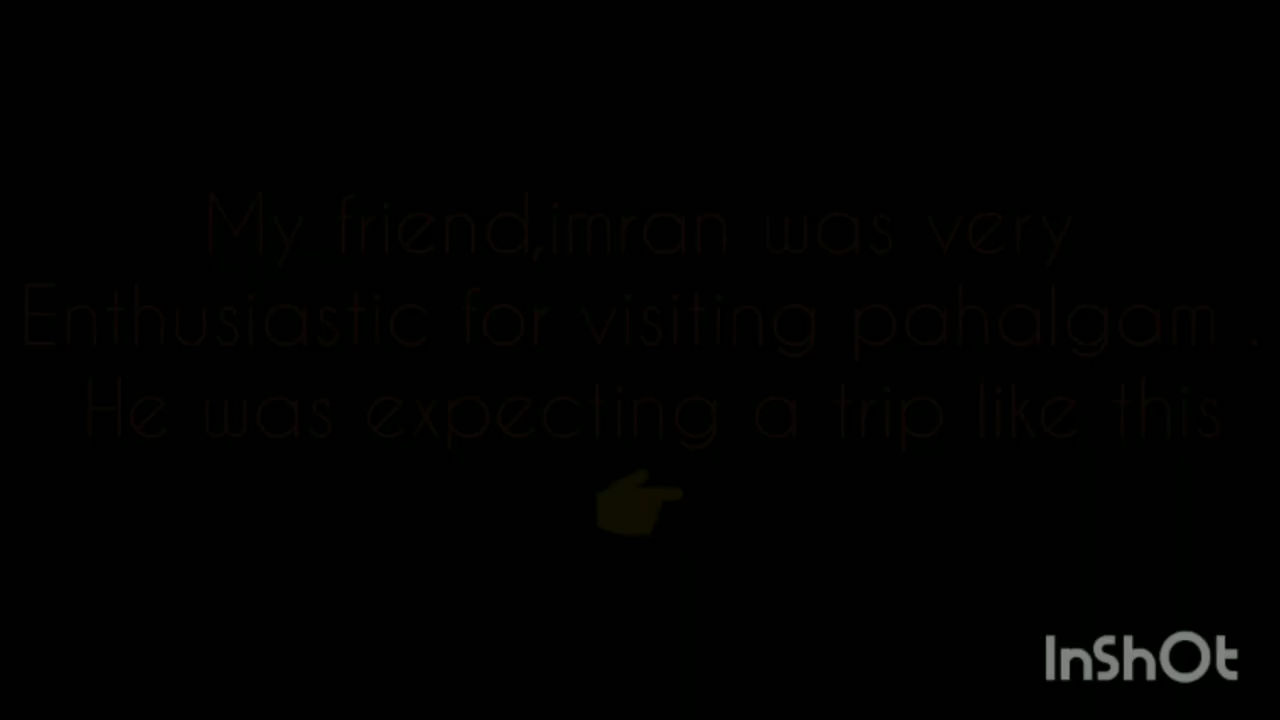 My friend,imran was very
Enthusiastic for visiting pahalgam .
He was expecting a trip like this
👉
InShOt